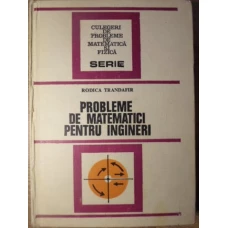 CULEGERI
DE
PROBLEME
DE
MATEMATICĂ
ȘI
FIZICĂ
SERIE
RODICA TRANDAFIR
PROBLEME
DE MATEMATICI
PENTRU INGINERI